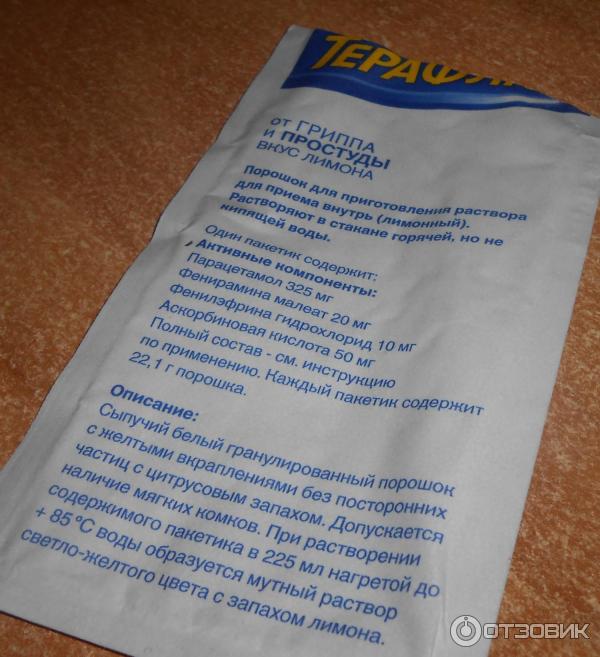 ТЕРАФЛЮ
от ГРИППА
и ПРОСТУДЫ
ВКУС ЛИМОНА
Порошок для приготовления раствора
для приема внутрь (лимонный).
Растворяют в стакане горячей, но не
кипящей воды.
Один пакетик содержит:
Активные компоненты:
Парацетамол 325 мг
Фенирамина малеат 20 мг
Фенилэфрина гидрохлорид 10 мг
Аскорбиновая кислота 50 мг
Полный состав - см. инструкцию
по применению. Каждый пакетик содержит
22,1 г порошка.
Описание:
Сыпучий белый гранулированный порошок
с желтыми вкраплениями без посторонних
частиц с цитрусовым запахом. Допускается
наличие мягких комков. При растворении
содержимого пакетика в 225 мл нагретой до
+ 85 ºС воды образуется мутный раствор
светло-желтого цвета с запахом лимона.
ОТЗОВИК